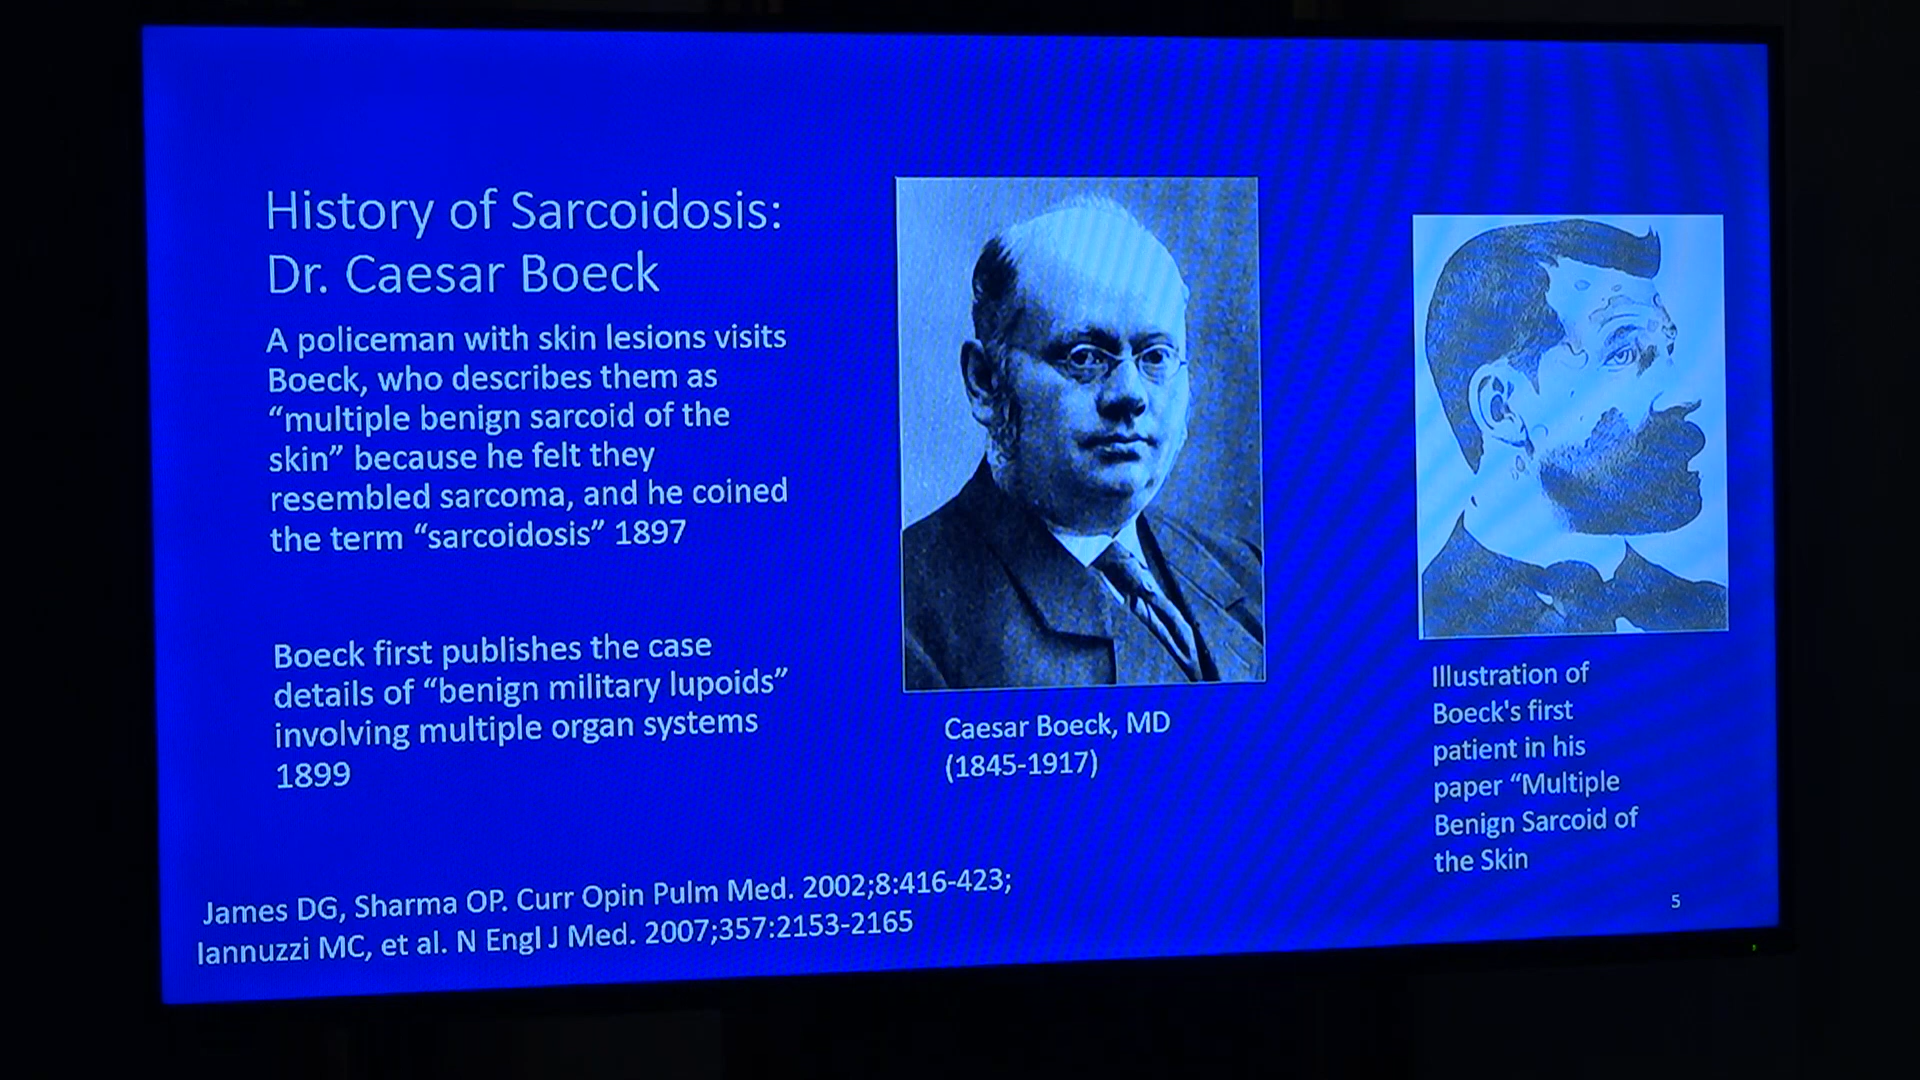 History of Sarcoidosis:
Dr. Caesar Boeck
A policeman with skin lesions visits
Boeck, who describes them as
“multiple benign sarcoid of the
skin” because he felt they
resembled sarcoma, and he coined
the term “sarcoidosis” 1897
Boeck first publishes the case
details of “benign military lupoids”
involving multiple organ systems
1899
Caesar Boeck, MD
(1845-1917)
Illustration of
Boeck's first
patient in his
paper “Multiple
Benign Sarcoid of
the Skin
James DG, Sharma OP. Curr Opin Pulm Med. 2002;8:416-423;
Iannuzzi MC, et al. N Engl J Med. 2007;357:2153-2165
5